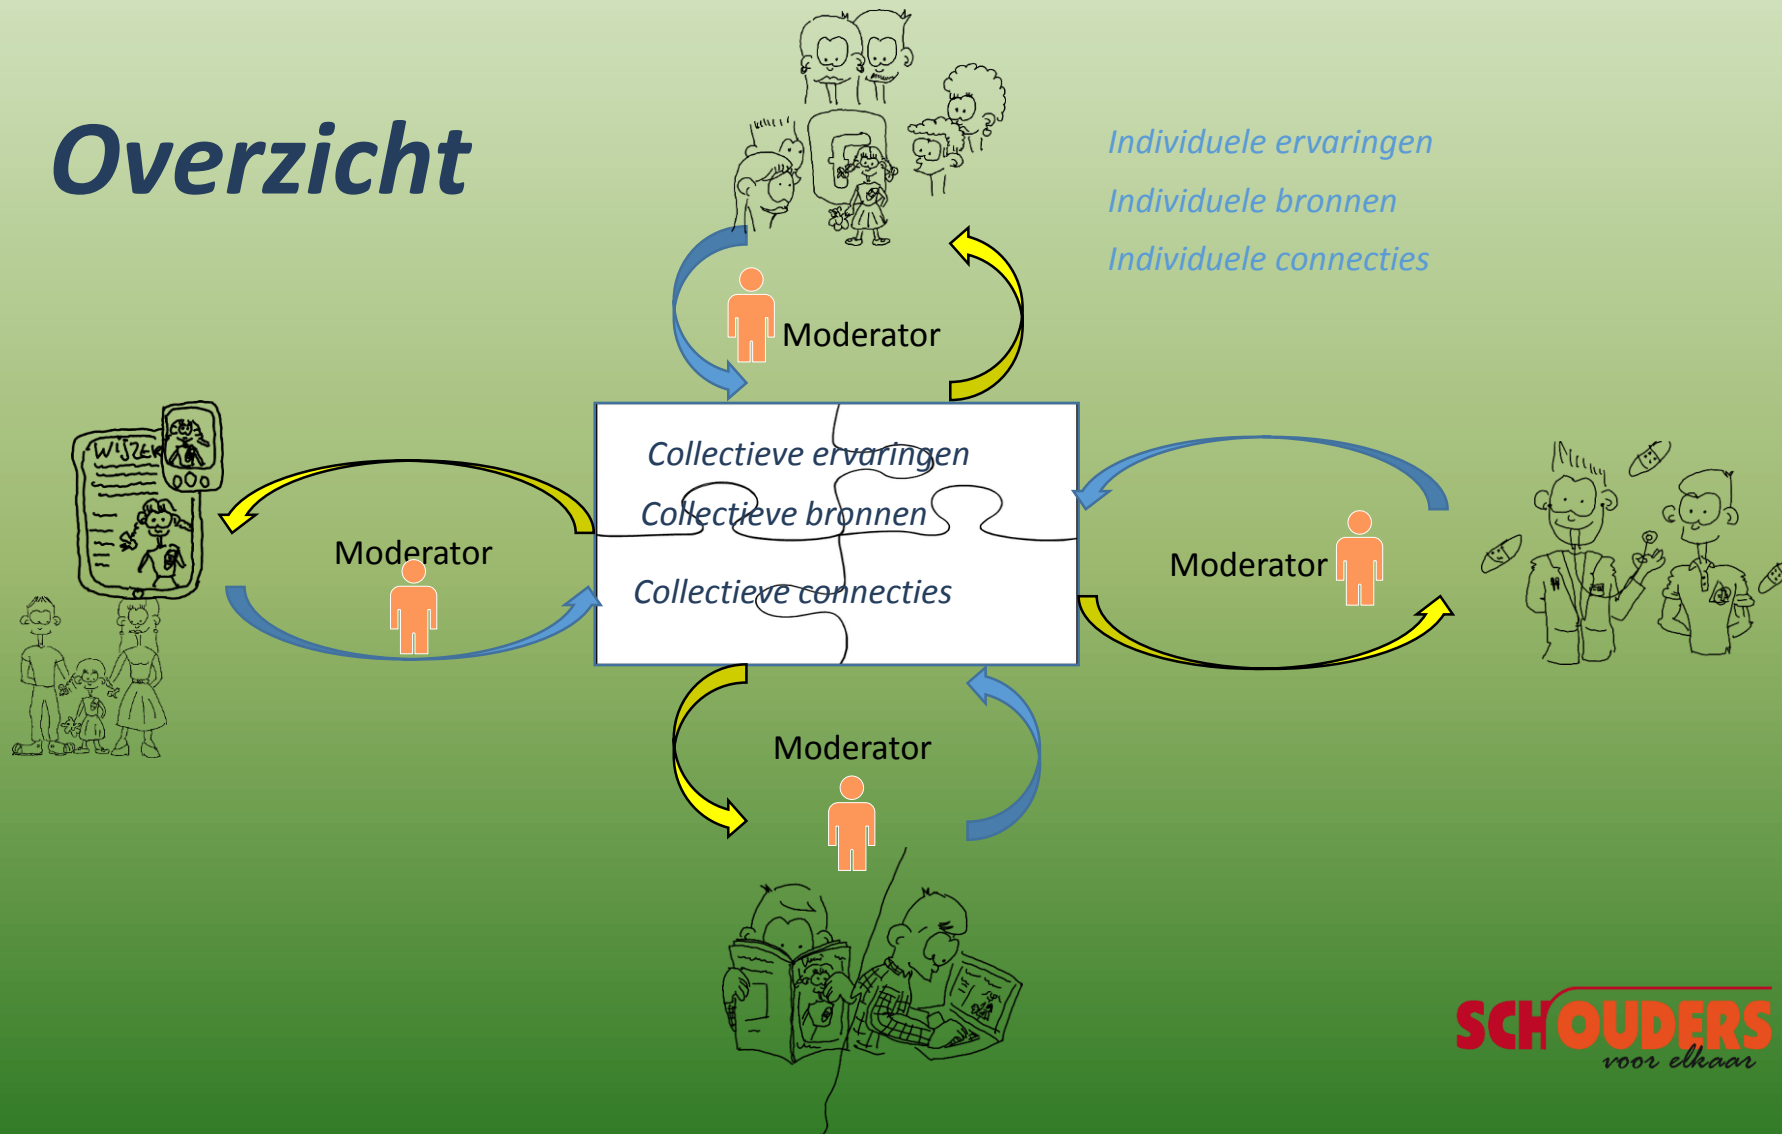 Overzicht
Individuele ervaringen
Individuele bronnen
Individuele connecties
Moderator
WIJZER
Collectieve ervaringen
Collectieve bronnen
Collectieve connecties
Moderator
Moderator
Moderator
SCHOUDERS
voor elkaar